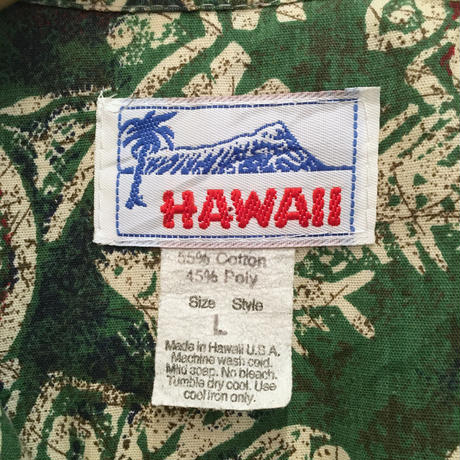 HAWAII
55% Cotton
45% Poly
Size Style
L
Made in Hawaii U.S.A.
Machine wash cold.
Mild soap. No bleach.
Tumble dry cool. Use
cool iron only.